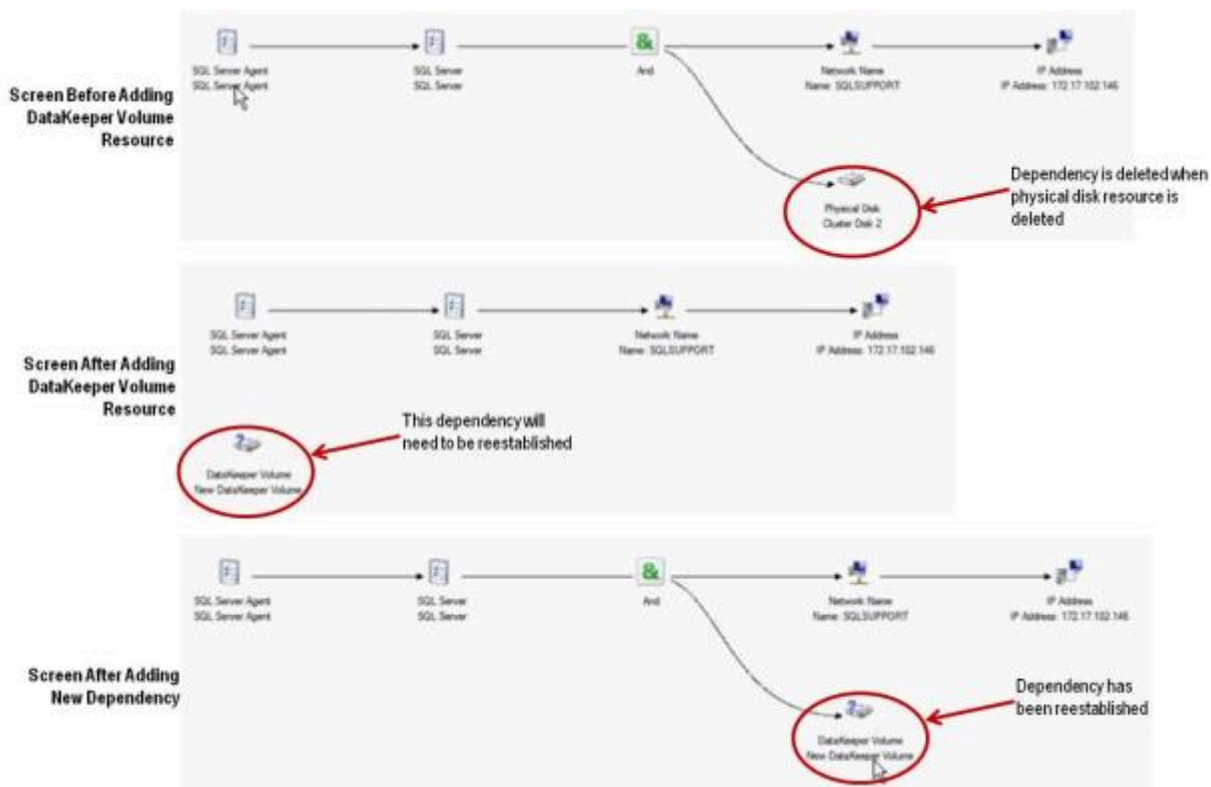 Screen Before Adding
DataKeeper Volume
Resource
SQL Server Agent
SQL Server Agent
SQL Server
SQL Server
&
And
Network Name
Name: SQLSUPPORT
IP Address
IP Address: 172.17.102.146
Physical Disk
Cluster Disk 2
Dependency is deleted when
physical disk resource is
deleted
Screen After Adding
DataKeeper Volume
Resource
SQL Server Agent
SQL Server Agent
SQL Server
SQL Server
Network Name
Name: SQLSUPPORT
IP Address
IP Address: 172.17.102.146
DataKeeper Volume
New DataKeeper Volume
This dependency will
need to be reestablished
Screen After Adding
New Dependency
SQL Server Agent
SQL Server Agent
SQL Server
SQL Server
&
And
Network Name
Name: SQLSUPPORT
IP Address
IP Address: 172.17.102.146
DataKeeper Volume
New DataKeeper Volume
Dependency has
been reestablished